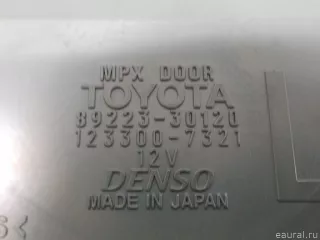 MPX DOOR
TOYOTA
89223-30120
123300-7321
12V
DENSO
MADE IN JAPAN
L
eaural.ru